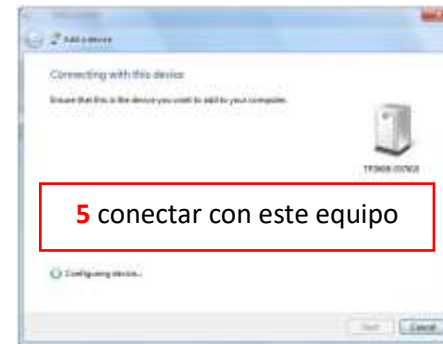 Add a device
Connecting with this device
Ensure that this is the device you want to add to your computer.
5 conectar con este equipo
Configuring device...
Next
Cancel